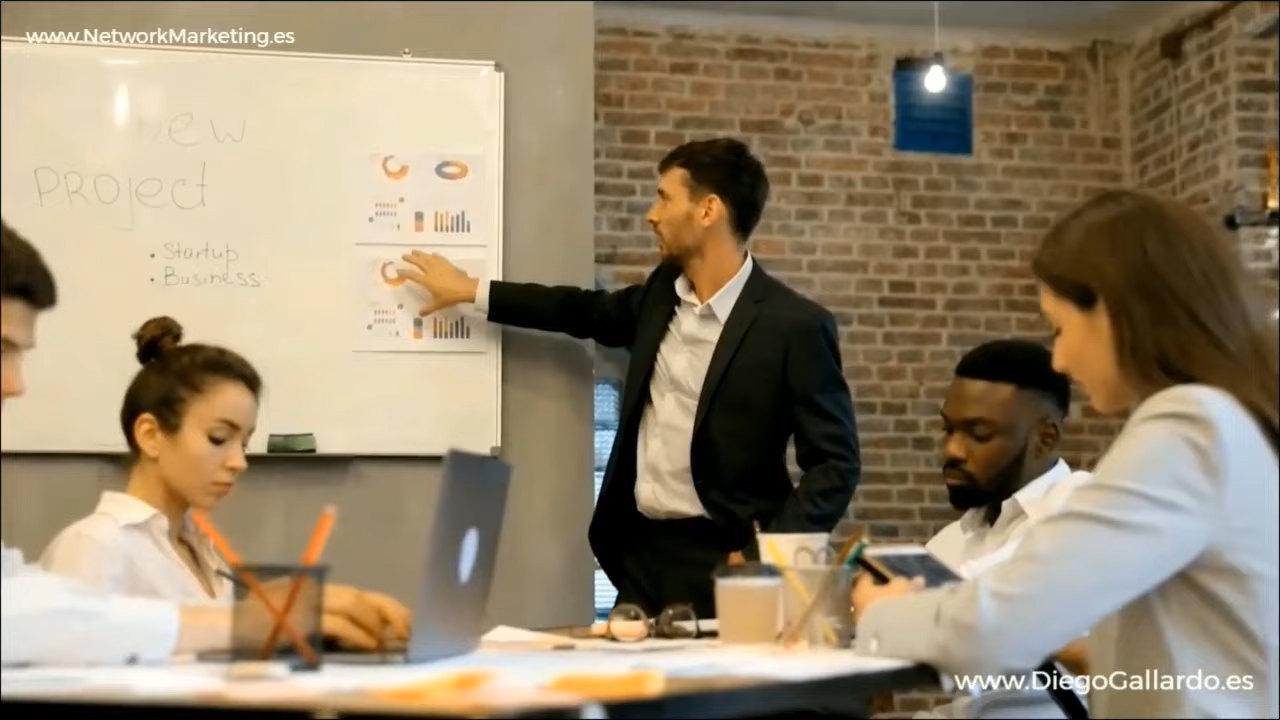 www.NetworkMarketing.es
New
Project
• Startup
• Business
www.DiegoGallardo.es